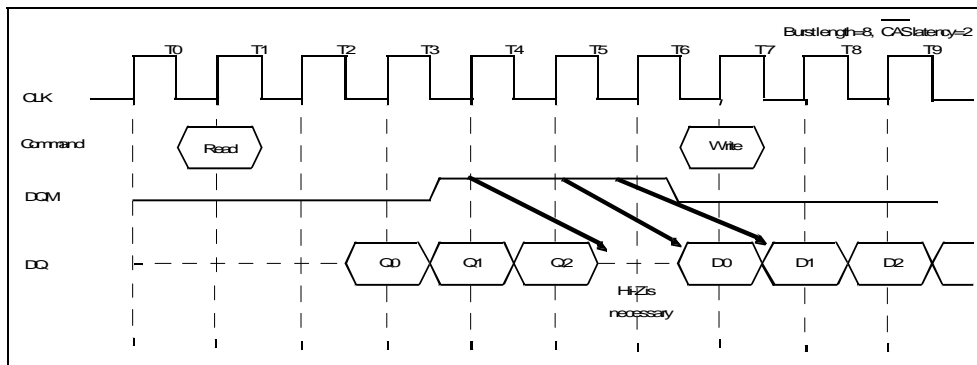 Burst length=8, CAS latency=2
T0 T1 T2 T3 T4 T5 T6 T7 T8 T9
CLK
Command Read Write
DQM
DQ Q0 Q1 Q2 D0 D1 D2
Hi-Z is
necessary